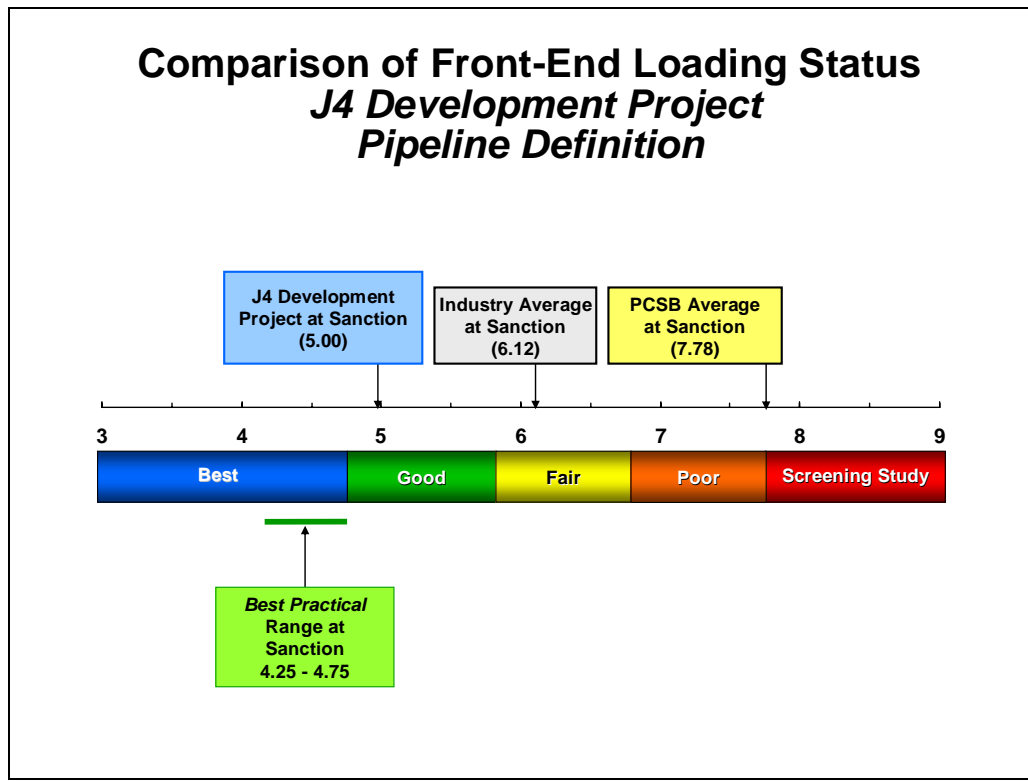 Comparison of Front-End Loading Status
J4 Development Project
Pipeline Definition
J4 Development
Project at Sanction
(5.00)
Industry Average
at Sanction
(6.12)
PCSB Average
at Sanction
(7.78)
3 4 5 6 7 8 9
Best Good Fair Poor Screening Study
Best Practical
Range at
Sanction
4.25 - 4.75